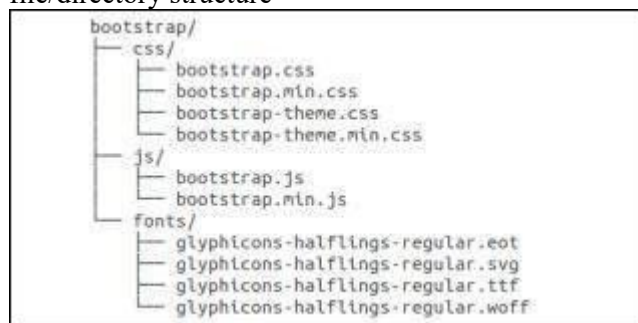 file/directory structure
bootstrap/
├── css/
│   ├── bootstrap.css
│   ├── bootstrap.min.css
│   ├── bootstrap-theme.css
│   └── bootstrap-theme.min.css
├── js/
│   ├── bootstrap.js
│   └── bootstrap.min.js
└── fonts/
    ├── glyphicons-halflings-regular.eot
    ├── glyphicons-halflings-regular.svg
    ├── glyphicons-halflings-regular.ttf
    └── glyphicons-halflings-regular.woff